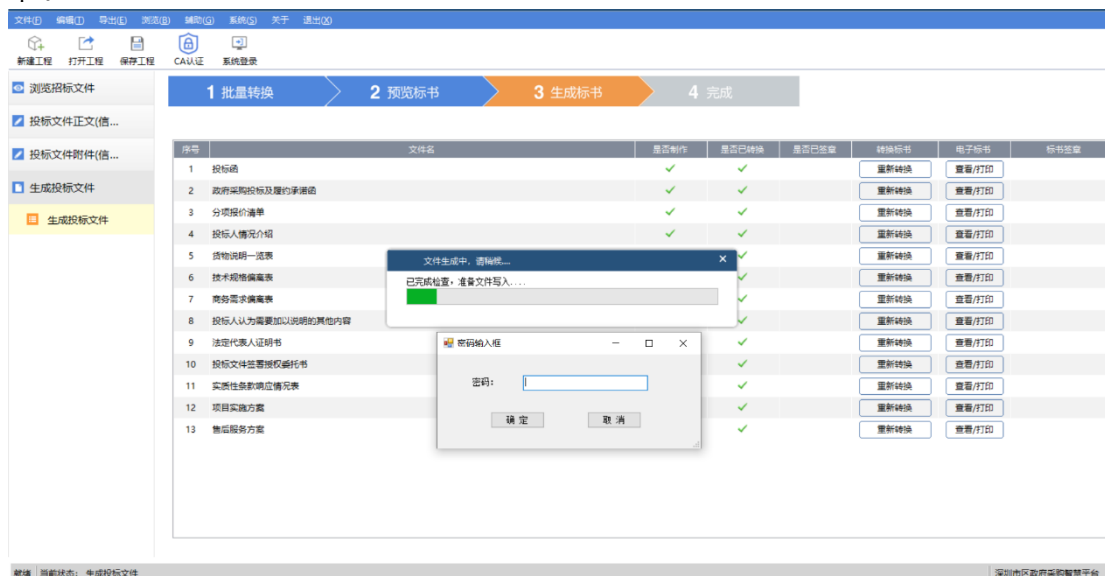 文件(F) 编辑(T) 导出(E) 浏览(B) 辅助(G) 系统(S) 关于 退出(X)
新建工程 打开工程 保存工程 CA认证 系统登录
浏览招标文件
投标文件正文(信...
投标文件附件(信...
生成投标文件
生成投标文件
1 批量转换 2 预览标书 3 生成标书 4 完成
序号 文件名 是否制作 是否已转换 是否已签章 转换标书 电子标书 标书签章
1 投标函 重新转换 查看/打印
2 政府采购投标及履约承诺函 重新转换 查看/打印
3 分项报价清单 重新转换 查看/打印
4 投标人情况介绍 重新转换 查看/打印
5 货物说明一览表 重新转换 查看/打印
6 技术规格偏离表 重新转换 查看/打印
7 商务需求偏离表 重新转换 查看/打印
8 投标人认为需要加以说明的其他内容 重新转换 查看/打印
9 法定代表人证明书 重新转换 查看/打印
10 投标文件签署授权委托书 重新转换 查看/打印
11 实质性条款响应情况表 重新转换 查看/打印
12 项目实施方案 重新转换 查看/打印
13 售后服务方案 重新转换 查看/打印
文件生成中，请稍候....
已完成检查，准备文件写入....
密码输入框
密码：
确 定 取 消
就绪 当前状态： 生成投标文件 深圳市区政府采购智慧平台